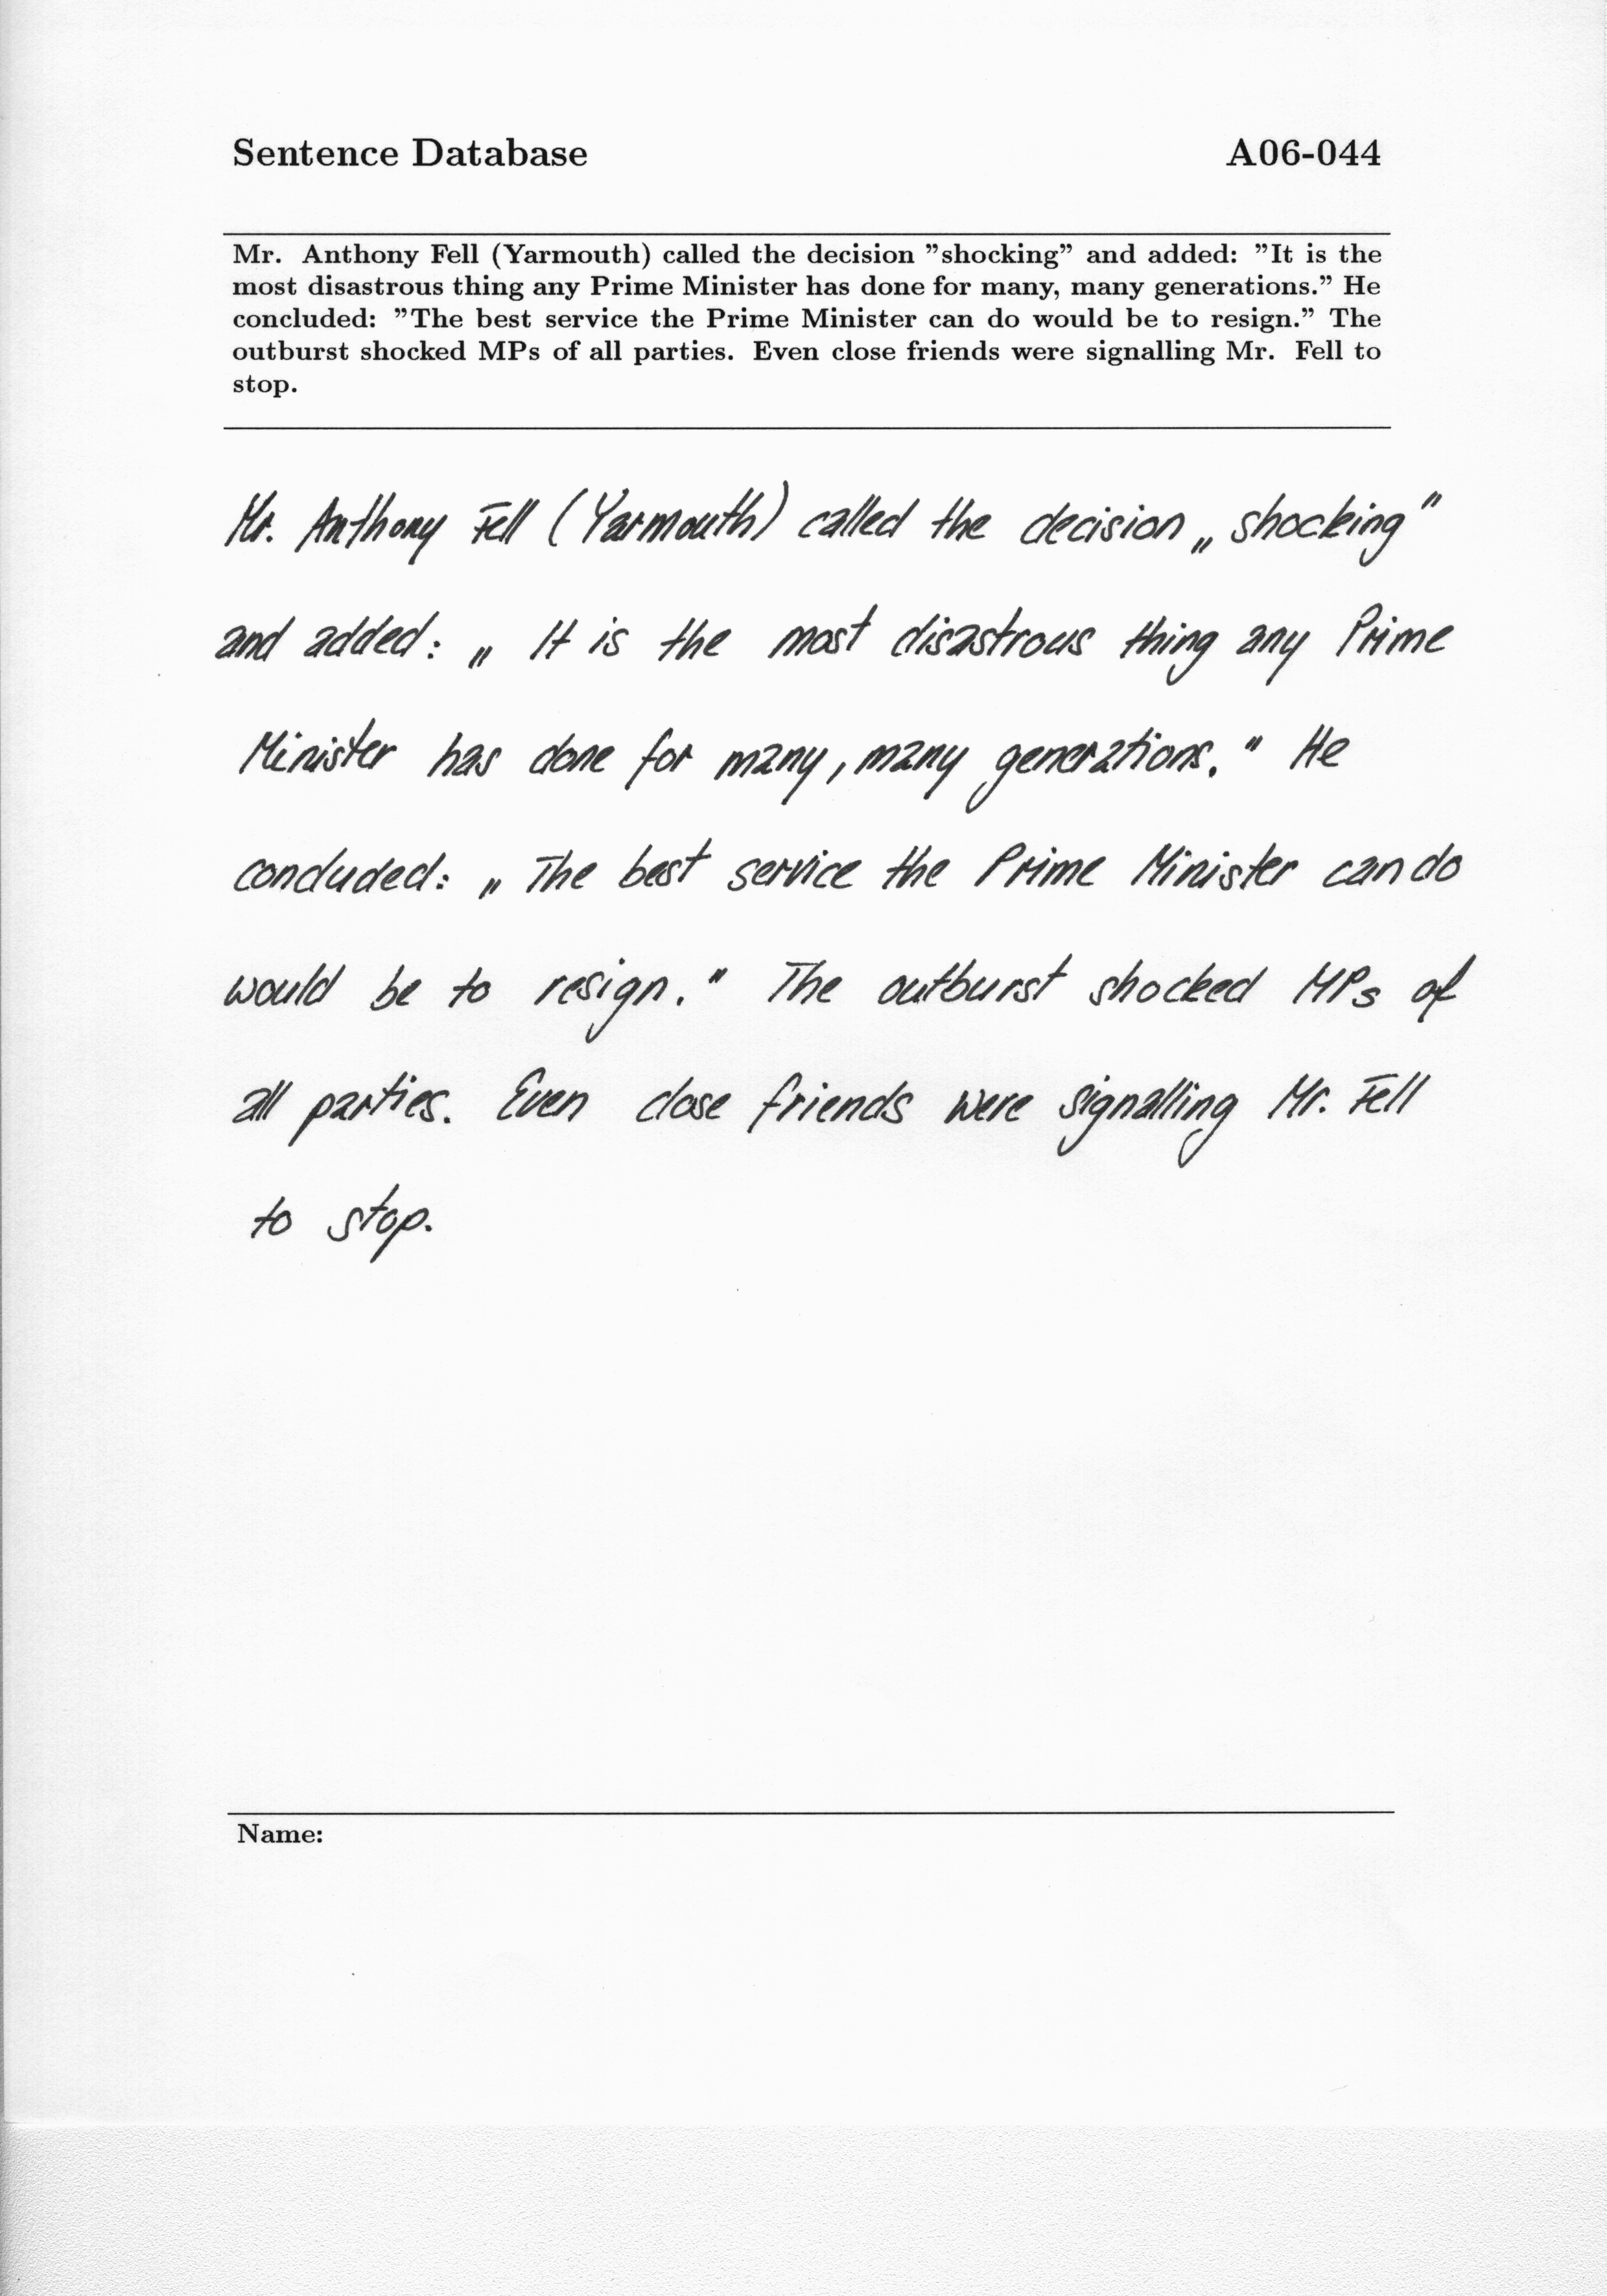 Sentence Database A06-044
Mr. Anthony Fell (Yarmouth) called the decision ”shocking” and added: ”It is the
most disastrous thing any Prime Minister has done for many, many generations.” He
concluded: ”The best service the Prime Minister can do would be to resign.” The
outburst shocked MPs of all parties. Even close friends were signalling Mr. Fell to
stop.
Mr. Anthony Fell (Yarmouth) called the decision „shocking“
and added: „ It is the most disastrous thing any Prime
Minister has done for many, many generations.“ He
concluded: „ The best service the Prime Minister can do
would be to resign.“ The outburst shocked MPs of
all parties. Even close friends were signalling Mr. Fell
to stop.
Name: